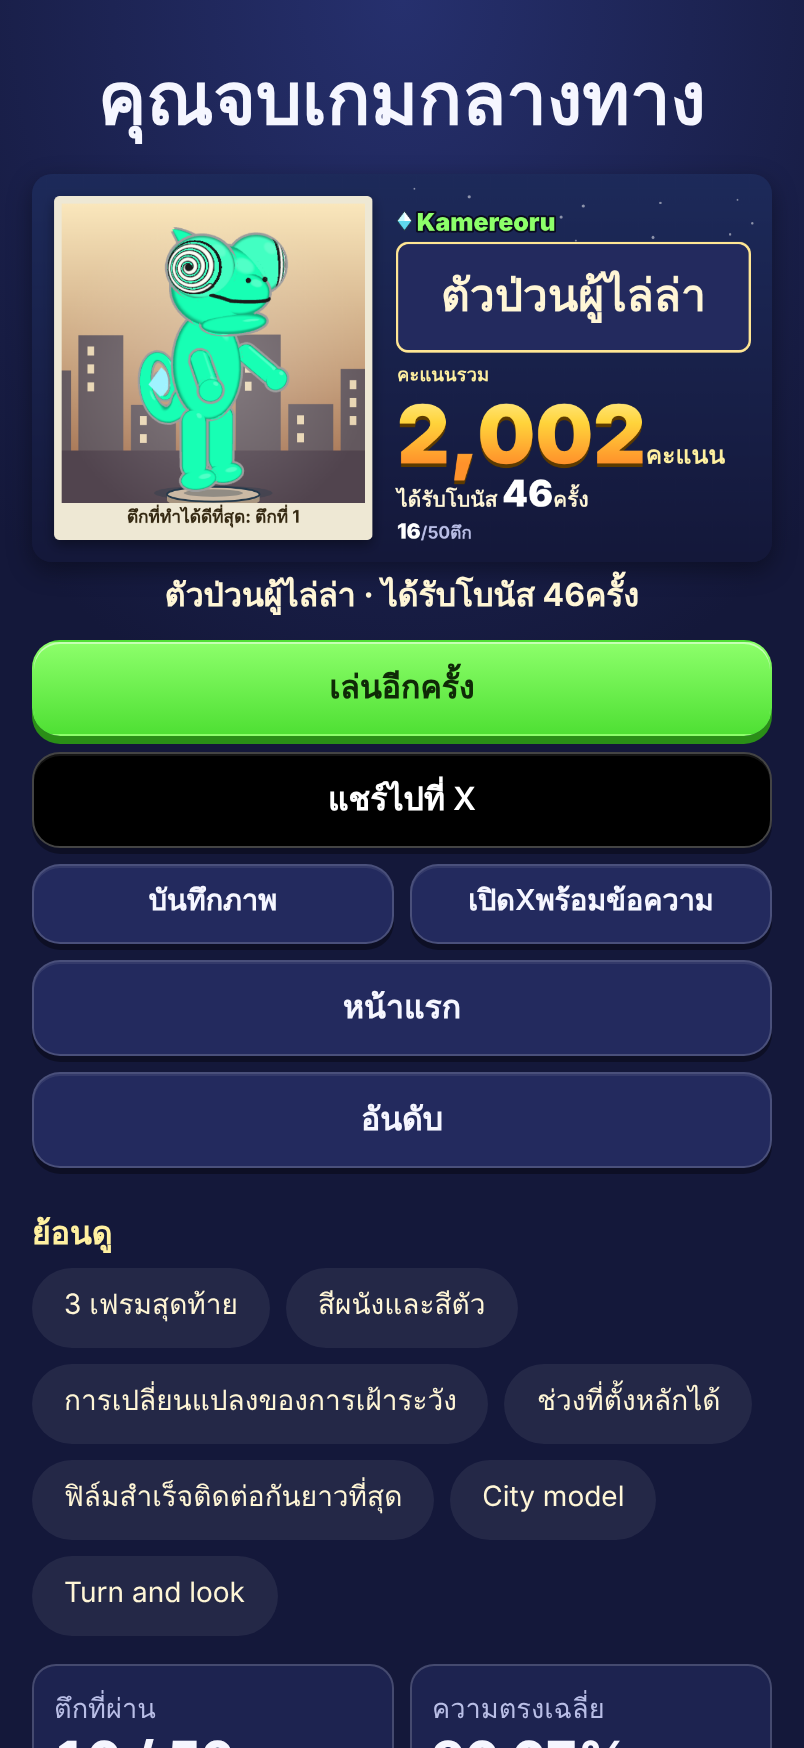 คุณจบเกมกลางทาง
Kamereoru
ตัวป่วนผู้ไล่ล่า
คะแนนรวม
2,002คะแนน
ได้รับโบนัส 46ครั้ง
16/50ตึก
ตึกที่ทำได้ดีที่สุด: ตึกที่ 1
ตัวป่วนผู้ไล่ล่า · ได้รับโบนัส 46ครั้ง
เล่นอีกครั้ง
แชร์ไปที่ X
บันทึกภาพ
เปิดXพร้อมข้อความ
หน้าแรก
อันดับ
ย้อนดู
3 เฟรมสุดท้าย
สีผนังและสีตัว
การเปลี่ยนแปลงของการเฝ้าระวัง
ช่วงที่ตั้งหลักได้
ฟิล์มสำเร็จติดต่อกันยาวที่สุด
City model
Turn and look
ตึกที่ผ่าน
ความตรงเฉลี่ย